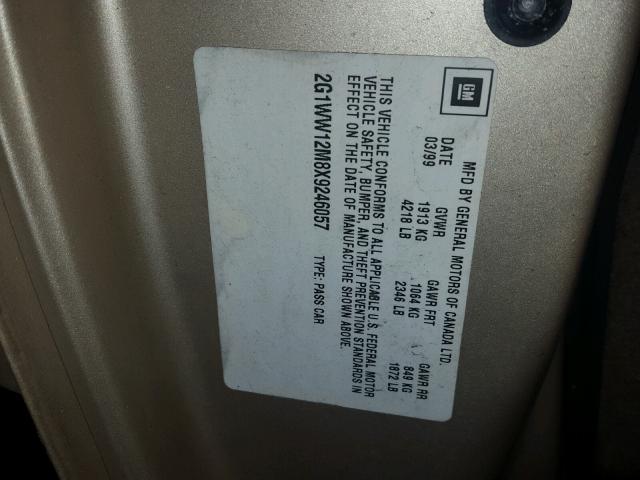 GM
MFD BY GENERAL MOTORS OF CANADA LTD.
DATE GVWR GAWR FRT GAWR RR
03/99 1913 KG 1064 KG 849 KG
4218 LB 2346 LB 1872 LB
THIS VEHICLE CONFORMS TO ALL APPLICABLE U.S. FEDERAL MOTOR
VEHICLE SAFETY, BUMPER, AND THEFT PREVENTION STANDARDS IN
EFFECT ON THE DATE OF MANUFACTURE SHOWN ABOVE.
2G1WW12M8X9246057 TYPE: PASS CAR